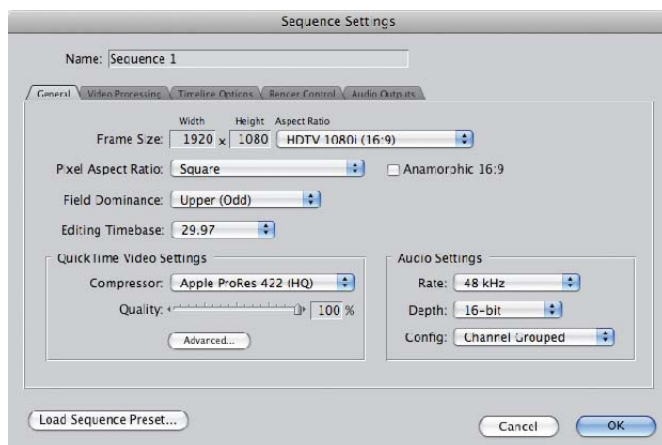 Sequence Settings
Name: Sequence 1
General Video Processing Timeline Options Render Control Audio Outputs
Width Height Aspect Ratio
Frame Size: 1920 x 1080 HDTV 1080i (16:9)
Pixel Aspect Ratio: Square Anamorphic 16:9
Field Dominance: Upper (Odd)
Editing Timebase: 29.97
QuickTime Video Settings Audio Settings
Compressor: Apple ProRes 422 (HQ) Rate: 48 kHz
Quality: 100 % Depth: 16-bit
Advanced... Config: Channel Grouped
Load Sequence Preset... Cancel OK